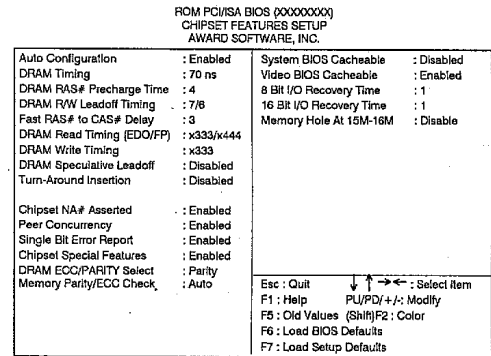 ROM PCI/ISA BIOS (XXXXXXXX)
CHIPSET FEATURES SETUP
AWARD SOFTWARE, INC.
Auto Configuration : Enabled
DRAM Timing : 70 ns
DRAM RAS# Precharge Time : 4
DRAM R/W Leadoff Timing : 7/6
Fast RAS# to CAS# Delay : 3
DRAM Read Timing (EDO/FP) : x333/x444
DRAM Write Timing : x333
DRAM Speculative Leadoff : Disabled
Turn-Around Insertion : Disabled
Chipset NA# Asserted : Enabled
Peer Concurrency : Enabled
Single Bit Error Report : Enabled
Chipset Special Features : Enabled
DRAM ECC/PARITY Select : Parity
Memory Parity/ECC Check : Auto
System BIOS Cacheable : Disabled
Video BIOS Cacheable : Enabled
8 Bit I/O Recovery Time : 1
16 Bit I/O Recovery Time : 1
Memory Hole At 15M-16M : Disable
Esc : Quit ↓ ↑ → ← : Select Item
F1 : Help PU/PD/+/-: Modify
F5 : Old Values (Shift)F2 : Color
F6 : Load BIOS Defaults
F7 : Load Setup Defaults